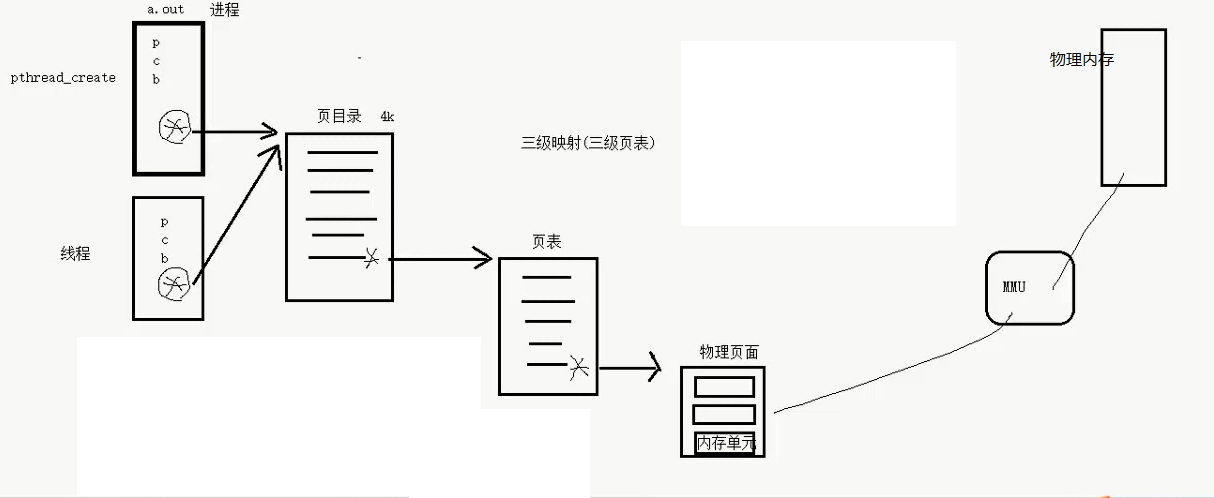 a.out 进程
p
c
b
pthread_create
页目录 4k
三级映射(三级页表)
物理内存
线程
p
c
b
页表
MMU
物理页面
内存单元